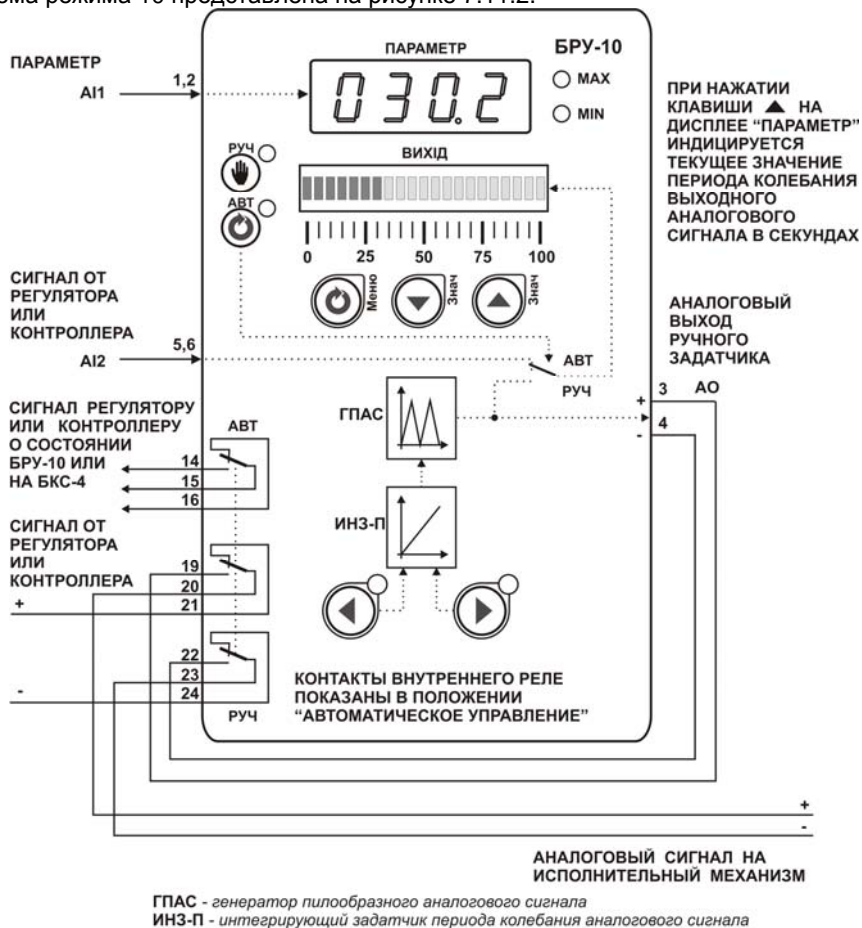 ема режима 10 представлена на рисунке 7.11.2.
ПАРАМЕТР
AI1
1,2
ПАРАМЕТР
БРУ-10
030.2
MAX
MIN
РУЧ
АВТ
ВИХІД
0 25 50 75 100
Меню
Знач
Знач
ПРИ НАЖАТИИ
КЛАВИШИ ▲ НА
ДИСПЛЕЕ “ПАРАМЕТР”
ИНДИЦИРУЕТСЯ
ТЕКУЩЕЕ ЗНАЧЕНИЕ
ПЕРИОДА КОЛЕБАНИЯ
ВЫХОДНОГО
АНАЛОГОВОГО
СИГНАЛА В СЕКУНДАХ
СИГНАЛ ОТ
РЕГУЛЯТОРА
ИЛИ
КОНТРОЛЛЕРА
AI2
5,6
АВТ
РУЧ
АНАЛОГОВЫЙ
ВЫХОД
РУЧНОГО
ЗАДАТЧИКА
+ 3 АО
- 4
ГПАС
ИНЗ-П
СИГНАЛ РЕГУЛЯТОРУ
ИЛИ КОНТРОЛЛЕРУ
О СОСТОЯНИИ
БРУ-10 ИЛИ
НА БКС-4
АВТ
14
15
16
СИГНАЛ ОТ
РЕГУЛЯТОРА
ИЛИ
КОНТРОЛЛЕРА
19
20
+ 21
22
23
- 24
РУЧ
КОНТАКТЫ ВНУТРЕННЕГО РЕЛЕ
ПОКАЗАНЫ В ПОЛОЖЕНИИ
“АВТОМАТИЧЕСКОЕ УПРАВЛЕНИЕ”
+
-
АНАЛОГОВЫЙ СИГНАЛ НА
ИСПОЛНИТЕЛЬНЫЙ МЕХАНИЗМ
ГПАС - генератор пилообразного аналогового сигнала
ИНЗ-П - интегрирующий задатчик периода колебания аналогового сигнала